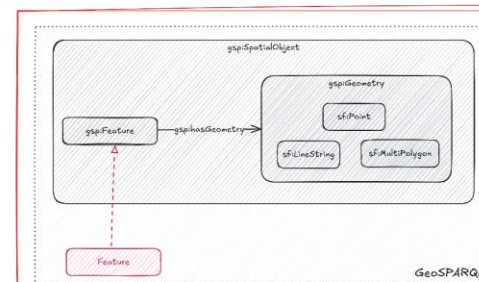 gsp:SpatialObject
gsp:Geometry
sf:Point
gsp:Feature
gsp:hasGeometry
sf:LineString
sf:MultiPolygon
Feature
GeoSPARQ